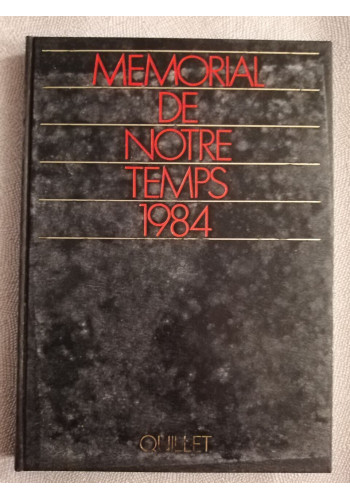 MEMORIAL
DE
NOTRE
TEMPS
1984
QUILLET